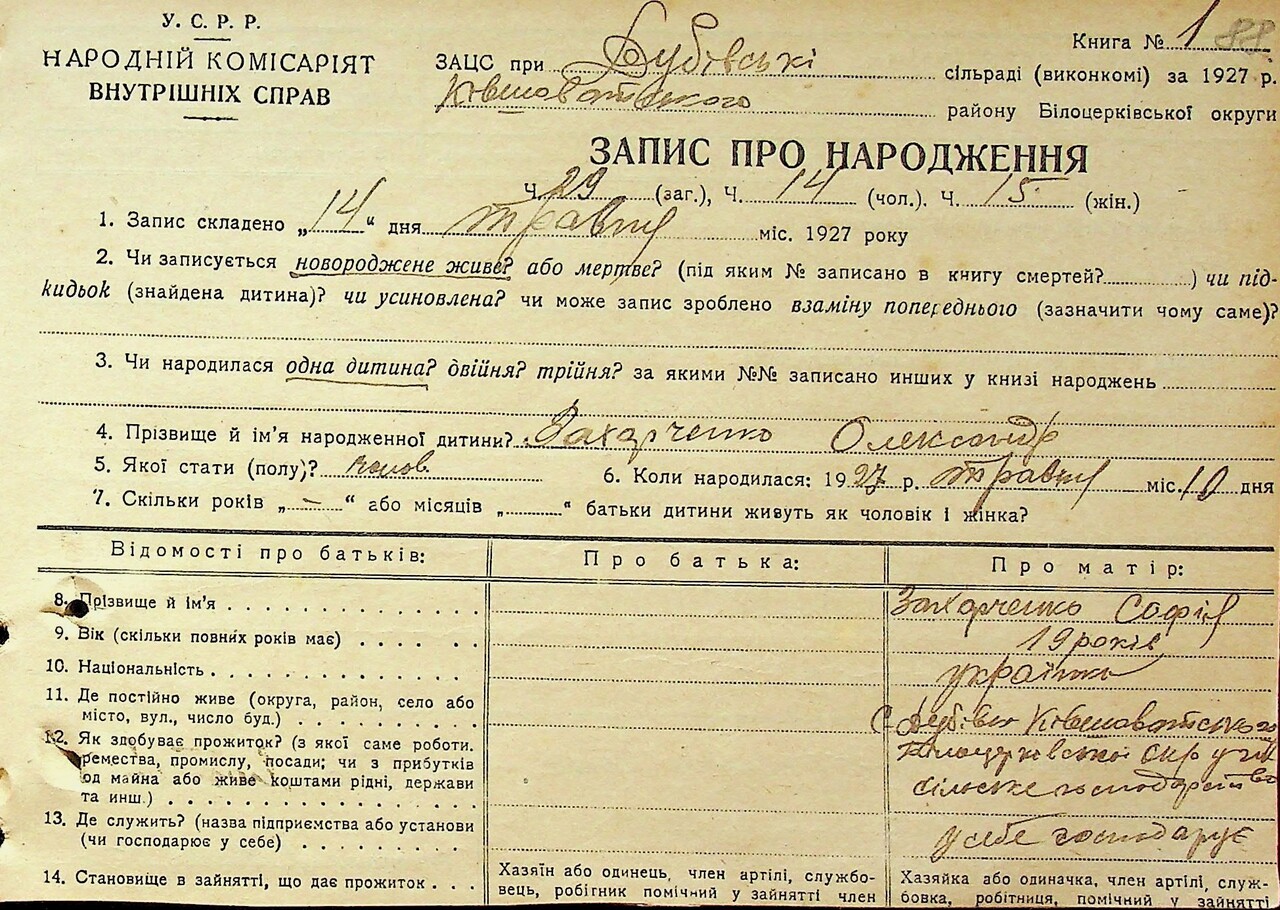 У. С. Р. Р.
НАРОДНІЙ КОМІСАРІЯТ
ВНУТРІШНІХ СПРАВ
Книга № 1
ЗАЦС при Дубівські сільраді (виконкомі) за 1927 р.
Ківшоватського району Білоцерківської округи
ЗАПИС ПРО НАРОДЖЕННЯ
Ч. 29 (заг.), Ч. 14 (чол.). Ч. 15 (жін.)
1. Запис складено „14“ дня травня міс. 1927 року
2. Чи записується новороджене живе? або мертве? (під яким № записано в книгу смертей?..........) чи під-
кидьок (знайдена дитина)? чи усиновлена? чи може запис зроблено взаміну попереднього (зазначити чому саме)?
3. Чи народилася одна дитина? двійня? трійня? за якими №№ записано инших у книзі народжень
4. Прізвище й ім'я народженної дитини? Захарченко Олександр
5. Якої стати (полу)? чолов. 6. Коли народилася: 1927 р. травня міс. 10 дня
7. Скільки років „—“ або місяців „......“ батьки дитини живуть як чоловік і жінка?
Відомості про батьків: Про батька: Про матір:
8. Прізвище й ім'я . . . Захарченко Софія
9. Вік (скільки повних років має) . . . 19 років
10. Національність . . . українка
11. Де постійно живе (округа, район, село або
місто, вул., число буд.) . . . С. Дубівка Ківшоватського
12. Як здобуває прожиток? (з якої саме роботи. Білоцерківської окр
ремества, промислу, посади; чи з прибутків
од майна або живе коштами рідні, держави сільське господарство
та инш.) . . .
13. Де служить? (назва підприємства або установи
(чи господарює у себе) . . . у себе господарує
14. Становище в зайнятті, що дає прожиток . . .
Хазяїн або одинець, член артілі, службо-
вець, робітник помічний у зайнятті член
Хазяйка або одиначка, член артілі, служ-
бовка, робітниця, помічний у зайнятті